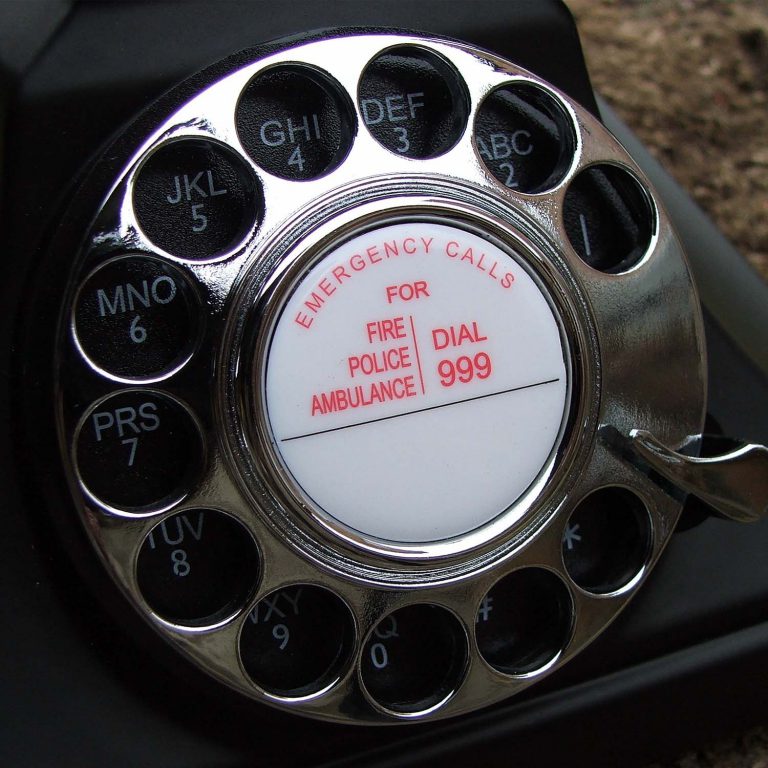 EMERGENCY CALLS
FOR
FIRE
POLICE
AMBULANCE
DIAL
999
1
ABC
2
DEF
3
GHI
4
JKL
5
MNO
6
PRS
7
TUV
8
WXY
9
Q
0
#
*